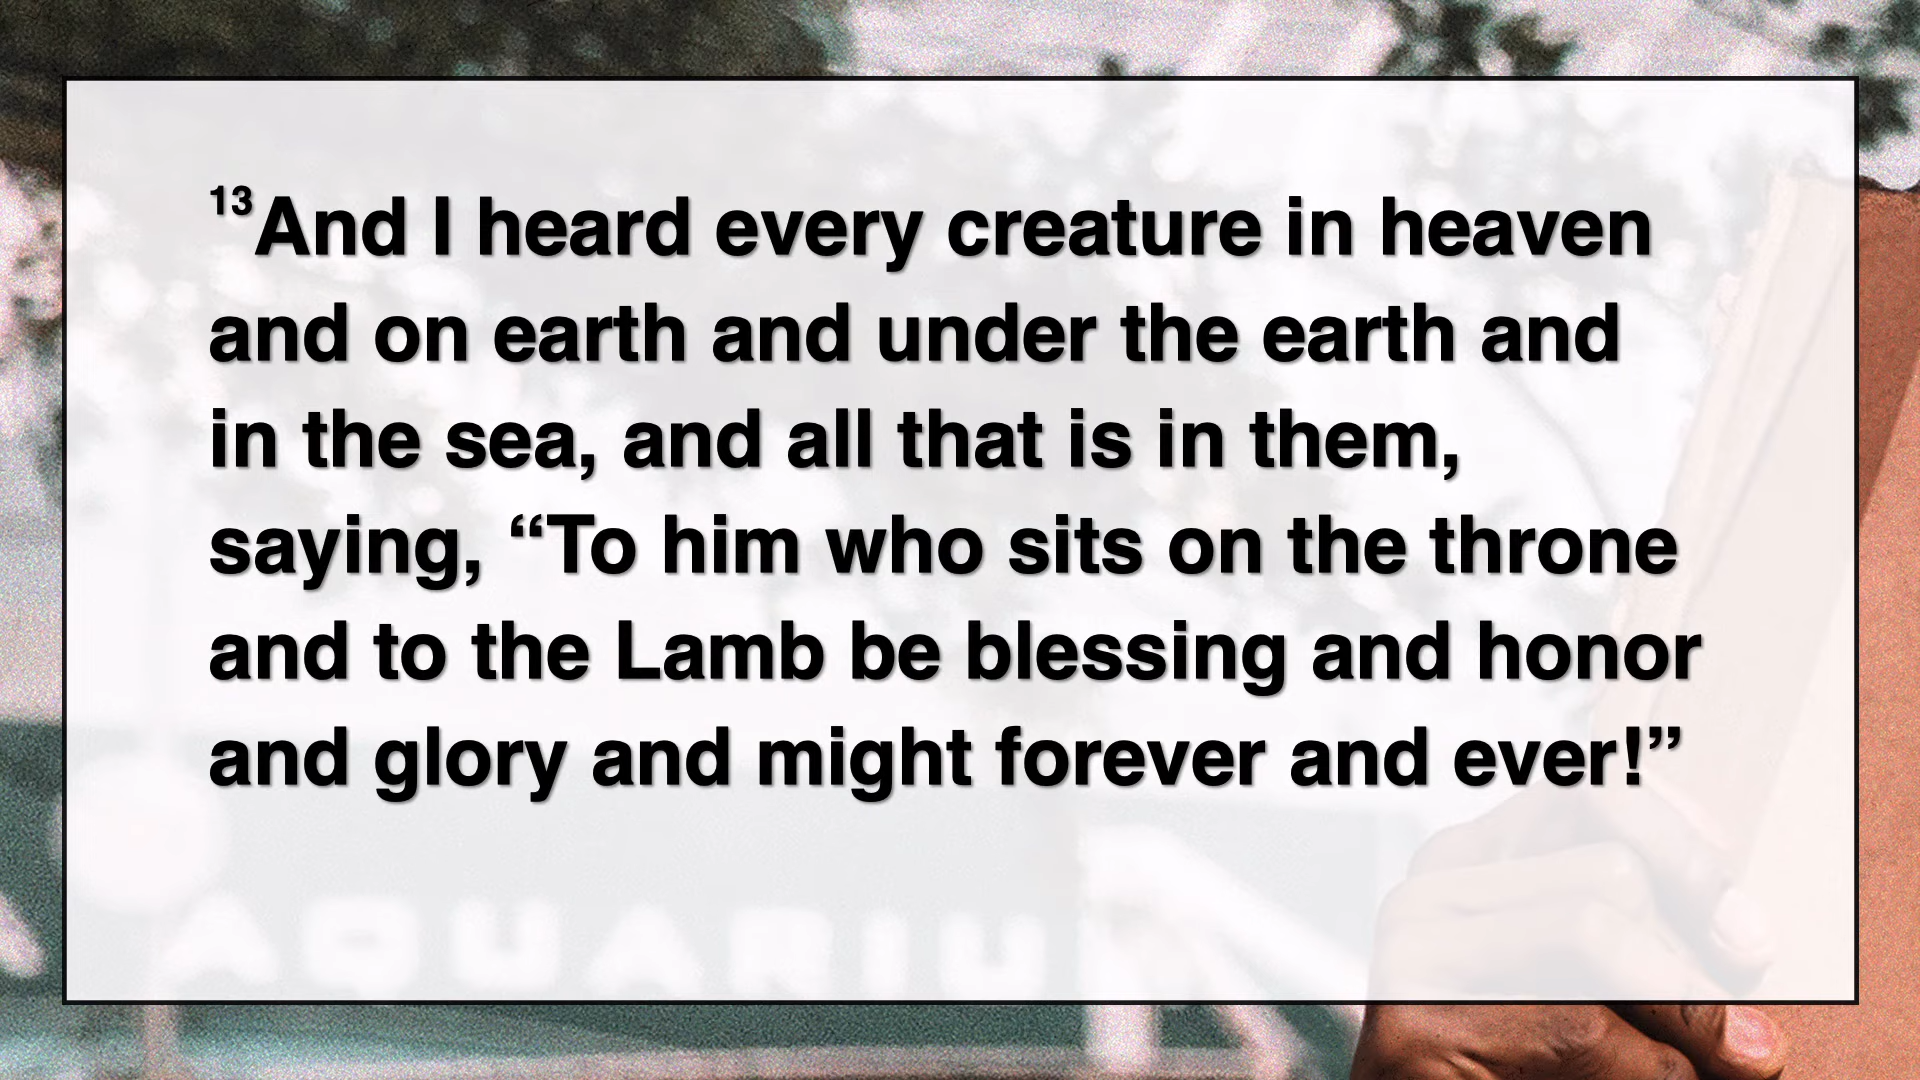 13And I heard every creature in heaven
and on earth and under the earth and
in the sea, and all that is in them,
saying, “To him who sits on the throne
and to the Lamb be blessing and honor
and glory and might forever and ever!”
AQUARIU